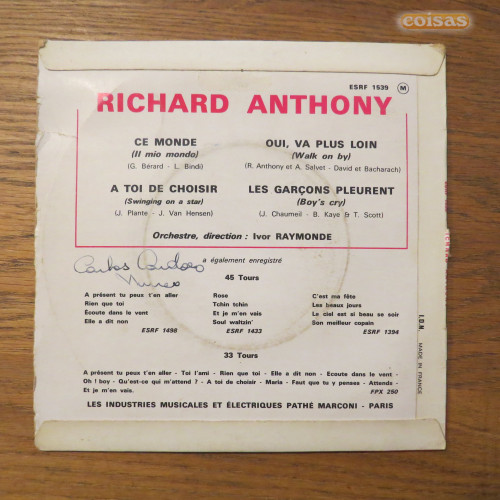 coisas
ESRF 1539 M
RICHARD ANTHONY
CE MONDE
(Il mio mondo)
(G. Bérard - L. Bindi)
OUI, VA PLUS LOIN
(Walk on by)
(R. Anthony et A. Salvet - David et Bacharach)
A TOI DE CHOISIR
(Swinging on a star)
(J. Plante - J. Van Hensen)
LES GARÇONS PLEURENT
(Boy's cry)
(J. Chaumeil - B. Kaye & T. Scott)
Orchestre, direction : Ivor RAYMONDE
a également enregistré
Carlos Cardoso
45 Tours
A présent tu peux t'en aller
Rien que toi
Écoute dans le vent
Elle a dit non
ESRF 1498
Rose
Tchin tchin
Et je m'en vais
Soul waltzin'
ESRF 1433
C'est ma fête
Les beaux jours
Le ciel est si beau ce soir
Son meilleur copain
ESRF 1394
33 Tours
A présent tu peux t'en aller - Toi l'ami - Rien que toi - Elle a dit non - Écoute dans le vent -
Oh ! boy - Qu'est-ce qui m'attend ? - A toi de choisir - Maria - Faut que tu y penses - Attends -
Et je m'en vais.
FPX 250
LES INDUSTRIES MUSICALES ET ÉLECTRIQUES PATHÉ MARCONI - PARIS
I.D.N. MADE IN FRANCE